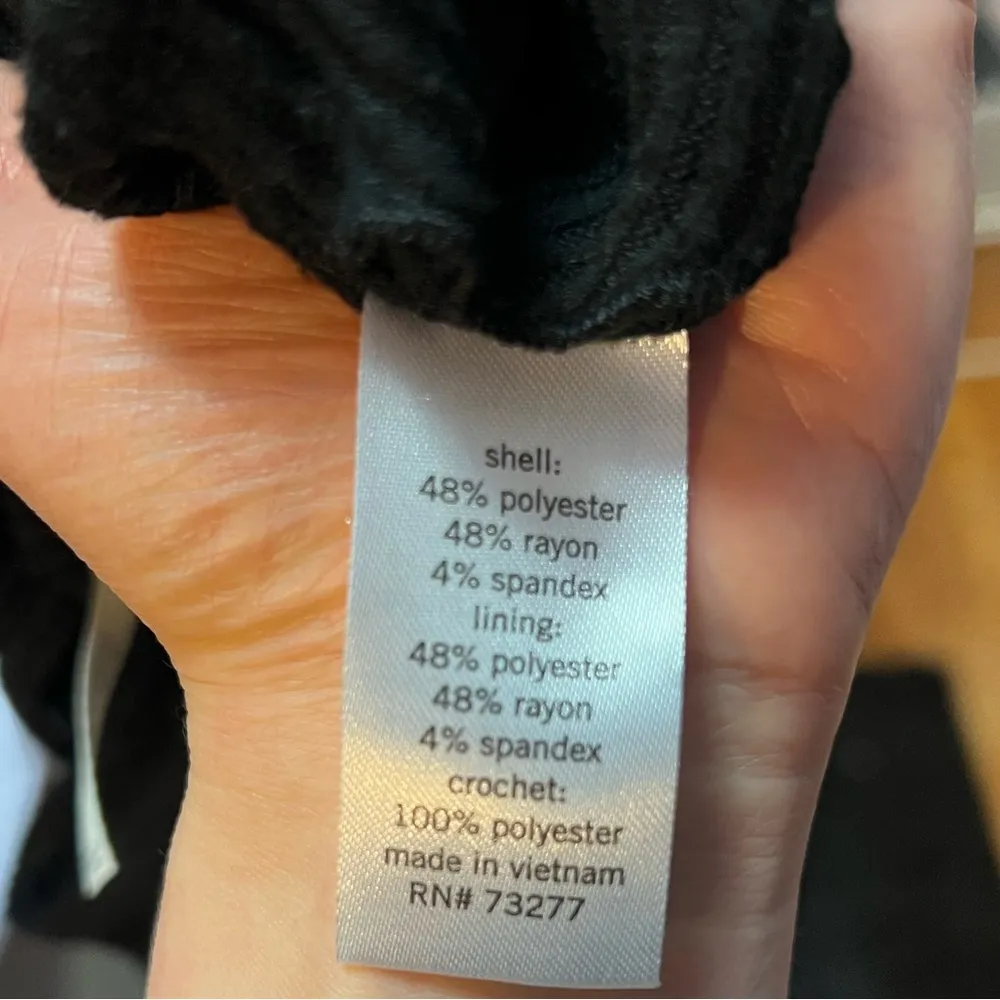 shell:
48% polyester
48% rayon
4% spandex
lining:
48% polyester
48% rayon
4% spandex
crochet:
100% polyester
made in vietnam
RN# 73277